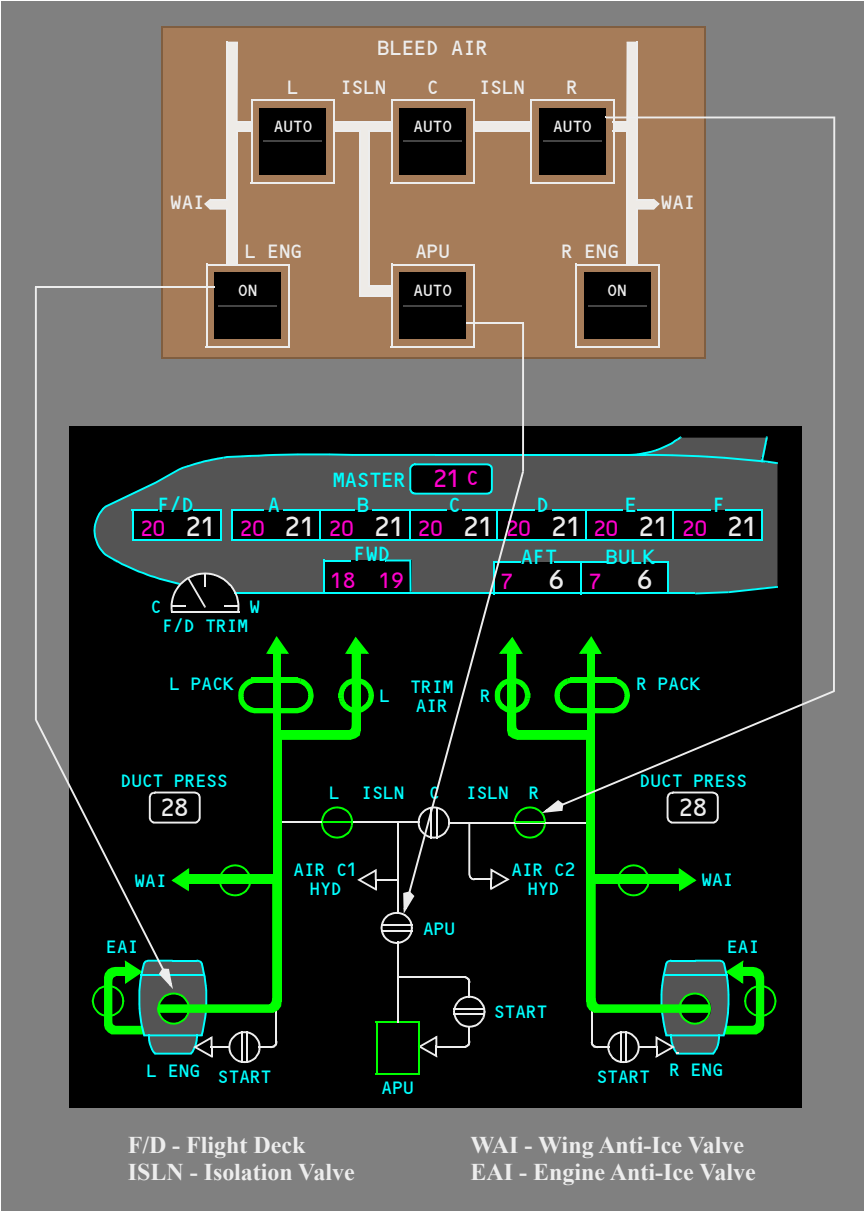 BLEED AIR
L ISLN C ISLN R
AUTO AUTO AUTO
WAI WAI
L ENG APU R ENG
ON AUTO ON
MASTER 21 C
F/D A B C D E F
20 21 20 21 20 21 20 21 20 21 20 21 20 21
FWD AFT BULK
18 19 7 6 7 6
C W
F/D TRIM
L PACK L TRIM AIR R R PACK
DUCT PRESS L ISLN C ISLN R DUCT PRESS
28 28
WAI AIR C1 AIR C2 WAI
HYD HYD
APU
EAI EAI
START
L ENG START APU START R ENG
F/D - Flight Deck WAI - Wing Anti-Ice Valve
ISLN - Isolation Valve EAI - Engine Anti-Ice Valve